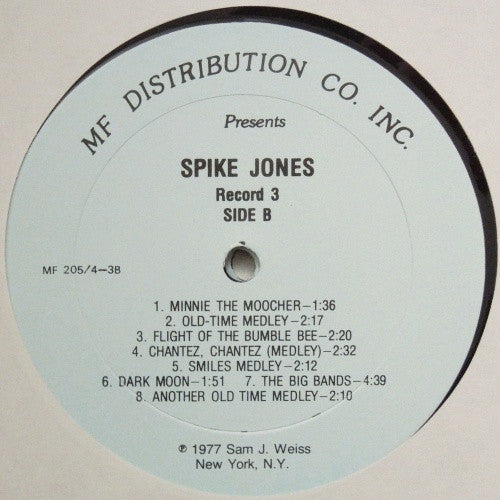 MF DISTRIBUTION CO. INC.
Presents
SPIKE JONES
Record 3
SIDE B
MF 205/4-3B
1. MINNIE THE MOOCHER-1:36
2. OLD-TIME MEDLEY-2:17
3. FLIGHT OF THE BUMBLE BEE-2:20
4. CHANTEZ, CHANTEZ (MEDLEY)-2:32
5. SMILES MEDLEY-2:12
6. DARK MOON-1:51 7. THE BIG BANDS-4:39
8. ANOTHER OLD TIME MEDLEY-2:10
℗ 1977 Sam J. Weiss
New York, N.Y.